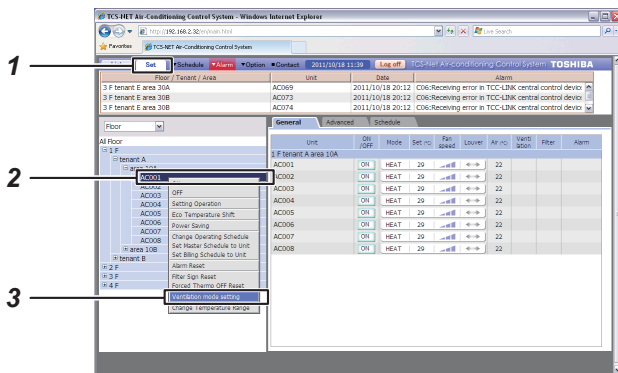 TCS-NET Air-Conditioning Control System - Windows Internet Explorer
http://192.168.2.32/en/main.html
Live Search
Favorites
TCS-NET Air-Conditioning Control System
1
Set
Schedule
Alarm
Option
Contact
2011/10/18 11:39
Log off
TCS-Net Air-conditioning Control System
TOSHIBA
Floor / Tenant / Area
Unit
Date
Alarm
3 F tenant E area 30A
AC069
2011/10/18 20:12
C06:Receiving error in TCC-LINK central control device
3 F tenant E area 30B
AC073
2011/10/18 20:12
C06:Receiving error in TCC-LINK central control device
3 F tenant E area 30B
AC074
2011/10/18 20:12
C06:Receiving error in TCC-LINK central control device
Floor
General
Advanced
Schedule
All Floor
1 F
tenant A
area 10A
2
AC001
AC002
AC003
AC004
AC005
AC006
AC007
AC008
area 10B
tenant B
2 F
3 F
4 F
OFF
Setting Operation
Eco Temperature Shift
Power Saving
Change Operating Schedule
Set Master Schedule to Unit
Set Billing Schedule to Unit
Alarm Reset
Filter Sign Reset
Forced Thermo OFF Reset
3
Ventilation mode setting
Change Temperature Range
Unit
ON /OFF
Mode
Set (°C)
Fan speed
Louver
Air (°C)
Ventilation
Filter
Alarm
1 F tenant A area 10A
AC001 ON HEAT 29 22
AC002 ON HEAT 29 22
AC003 ON HEAT 29 22
AC004 ON HEAT 29 22
AC005 ON HEAT 29 22
AC006 ON HEAT 29 22
AC007 ON HEAT 29 22
AC008 ON HEAT 29 22